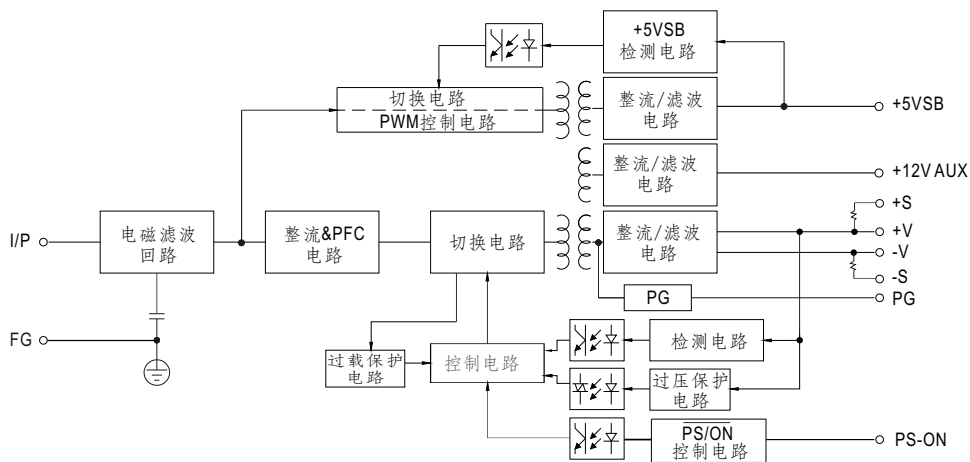 +5VSB
检测电路
切换电路
PWM控制电路
整流/滤波
电路
+5VSB
整流/滤波
电路
+12V AUX
+S
I/P
电磁滤波
回路
整流&PFC
电路
切换电路
整流/滤波
电路
+V
-V
-S
PG
PG
FG
过载保护
电路
控制电路
检测电路
过压保护
电路
PS/ON
控制电路
PS-ON